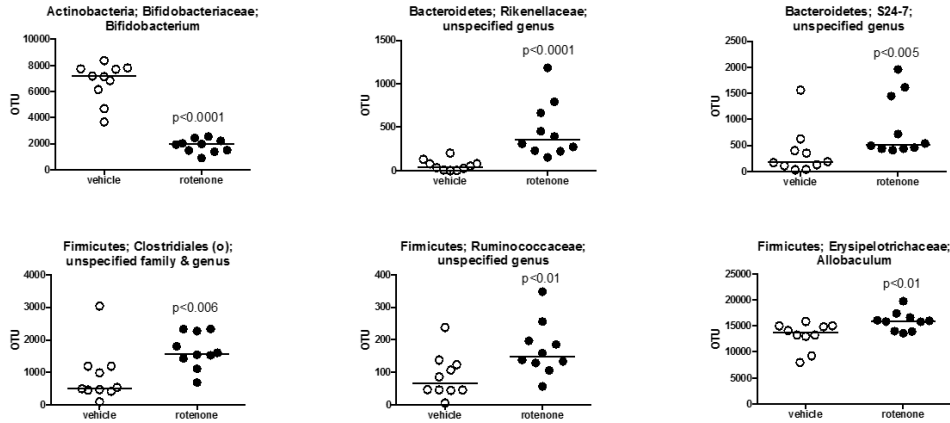 Actinobacteria; Bifidobacteriaceae;
Bifidobacterium
10000
8000
6000
4000
2000
0
OTU
p<0.0001
vehicle
rotenone
Bacteroidetes; Rikenellaceae;
unspecified genus
1500
1000
500
0
OTU
p<0.0001
vehicle
rotenone
Bacteroidetes; S24-7;
unspecified genus
2500
2000
1500
1000
500
0
OTU
p<0.005
vehicle
rotenone
Firmicutes; Clostridiales (o);
unspecified family & genus
4000
3000
2000
1000
0
OTU
p<0.006
vehicle
rotenone
Firmicutes; Ruminococcaceae;
unspecified genus
400
300
200
100
0
OTU
p<0.01
vehicle
rotenone
Firmicutes; Erysipelotrichaceae;
Allobaculum
25000
20000
15000
10000
5000
0
OTU
p<0.01
vehicle
rotenone